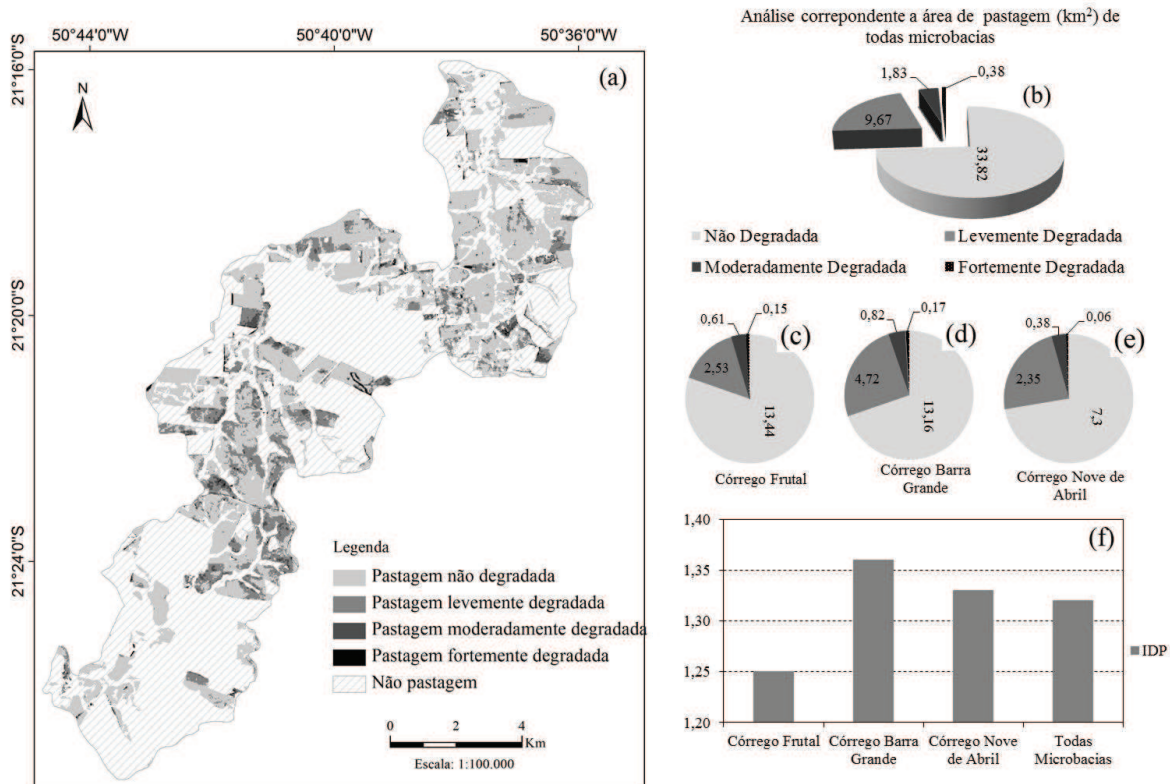 50°44'0"W
50°40'0"W
50°36'0"W
21°16'0"S
21°20'0"S
21°24'0"S
N
(a)
Legenda
Pastagem não degradada
Pastagem levemente degradada
Pastagem moderadamente degradada
Pastagem fortemente degradada
Não pastagem
0 2 4
Km
Escala: 1:100.000
Análise correpondente a área de pastagem (km²) de
todas microbacias
(b)
1,83
0,38
9,67
33,82
Não Degradada
Levemente Degradada
Moderadamente Degradada
Fortemente Degradada
(c)
0,61
0,15
2,53
13,44
Córrego Frutal
(d)
0,82
0,17
4,72
13,16
Córrego Barra
Grande
(e)
0,38
0,06
2,35
7,3
Córrego Nove de
Abril
(f)
1,40
1,35
1,30
1,25
1,20
IDP
Córrego Frutal
Córrego Barra
Grande
Córrego Nove
de Abril
Todas
Microbacias